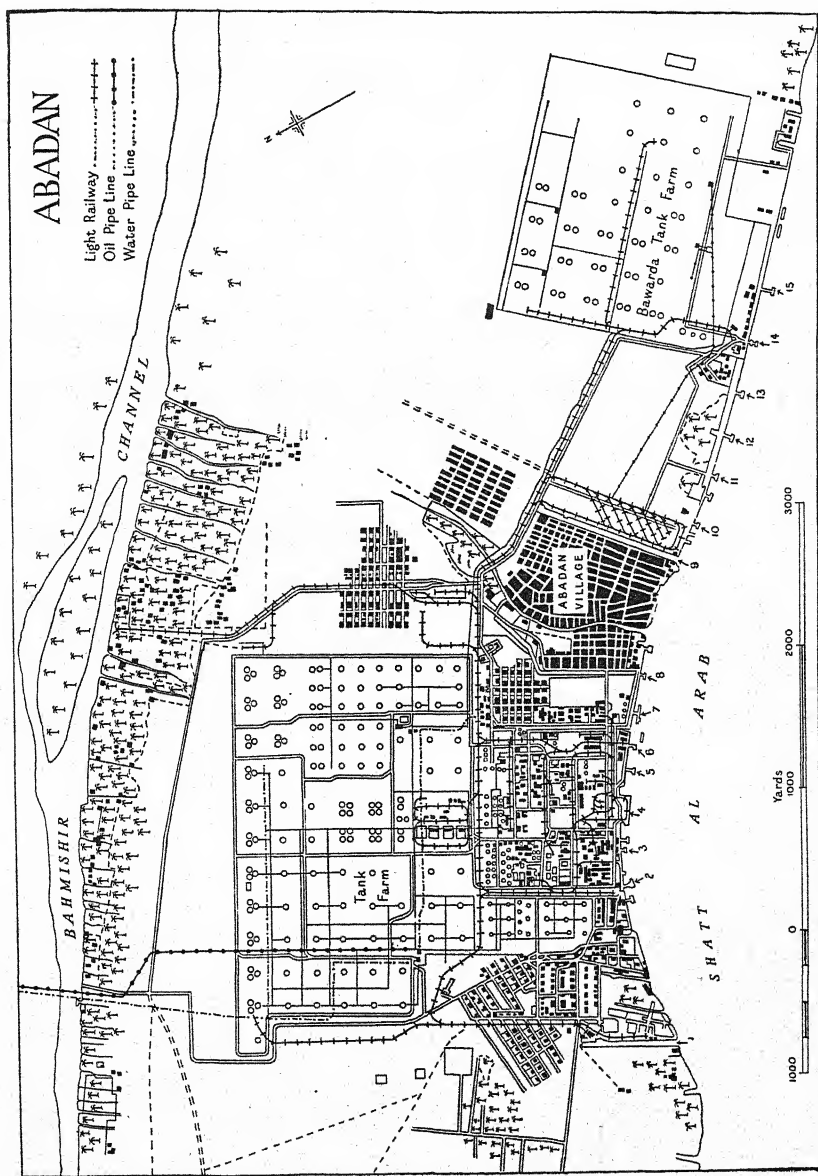 ABADAN
Light Railway
Oil Pipe Line
Water Pipe Line
N
BAHMISHIR
CHANNEL
Tank
Farm
Bawarda Tank Farm
ABADAN
VILLAGE
1
2
3
4
5
6
7
8
9
10
11
12
13
14
15
SHATT AL ARAB
Yards
1000
0
1000
2000
3000